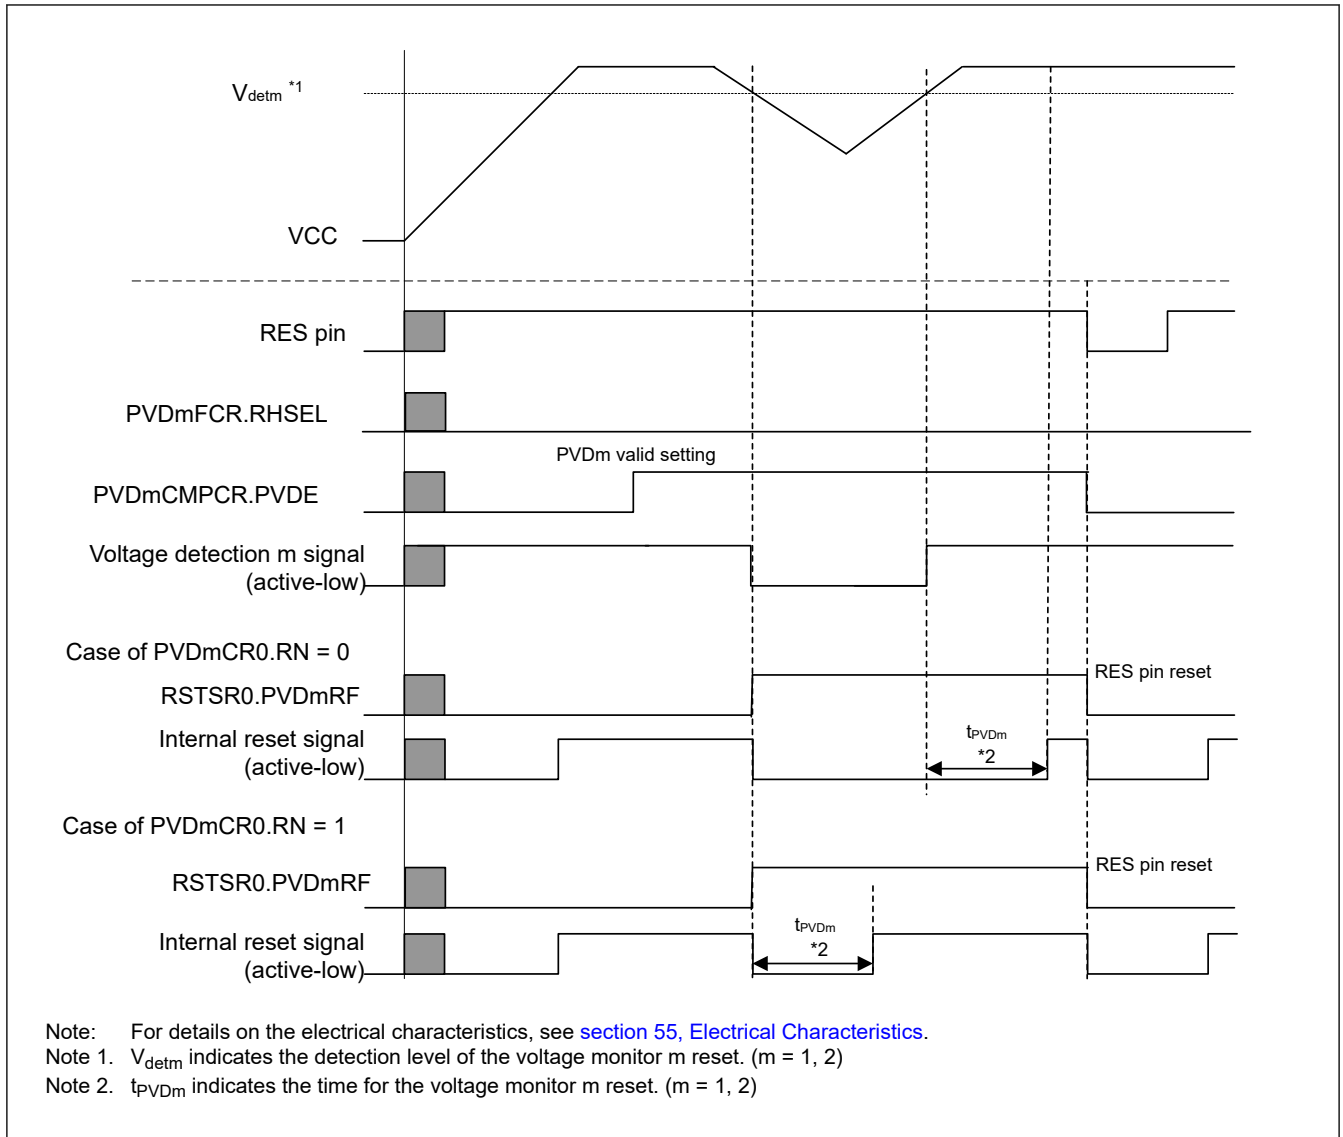 Vdetm *1
VCC
RES pin
PVDmFCR.RHSEL
PVDm valid setting
PVDmCMPCR.PVDE
Voltage detection m signal
(active-low)
Case of PVDmCR0.RN = 0
RES pin reset
RSTSR0.PVDmRF
Internal reset signal
(active-low)
tPVDm
*2
Case of PVDmCR0.RN = 1
RES pin reset
RSTSR0.PVDmRF
Internal reset signal
(active-low)
tPVDm
*2
Note: For details on the electrical characteristics, see section 55, Electrical Characteristics.
Note 1. Vdetm indicates the detection level of the voltage monitor m reset. (m = 1, 2)
Note 2. tPVDm indicates the time for the voltage monitor m reset. (m = 1, 2)